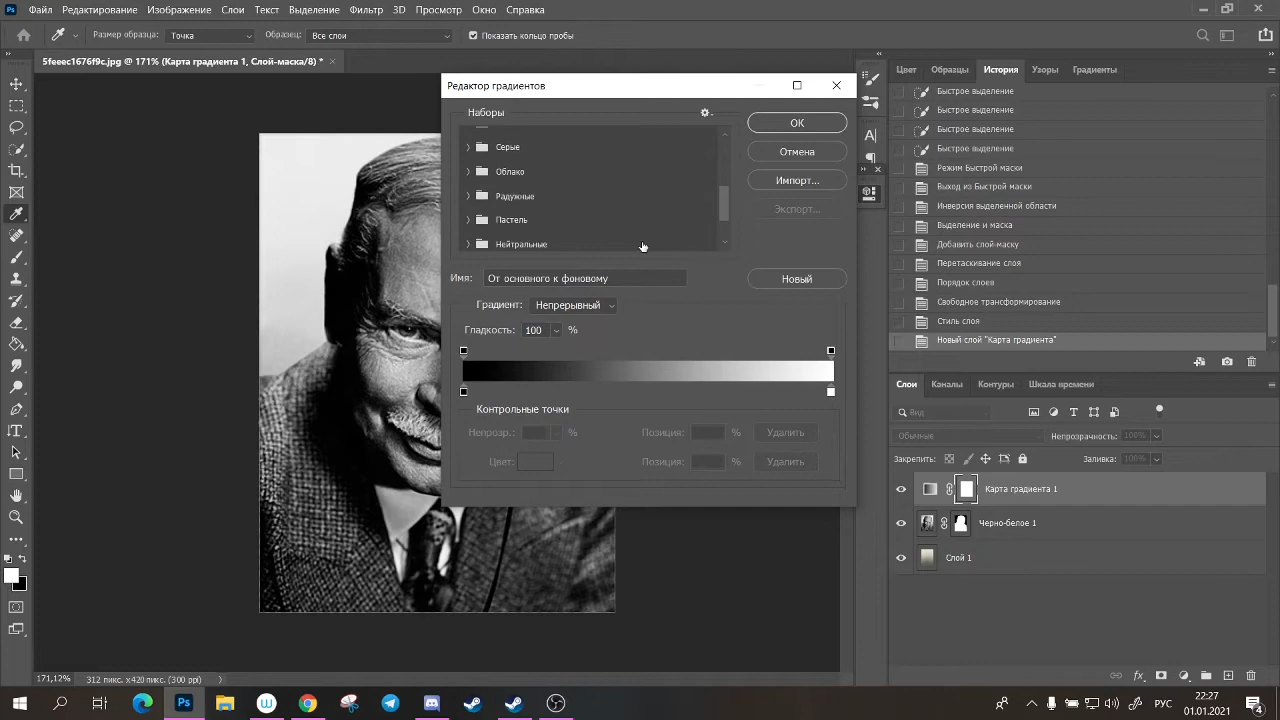 Файл Редактирование Изображение Слои Текст Выделение Фильтр 3D Просмотр Окно Справка
Размер образца: Точка Образец: Все слои Показать кольцо пробы
5feeec1676f9c.jpg @ 171% (Карта градиента 1, Слой-маска/8) *
Редактор градиентов
Наборы
Серые
Облако
Радужные
Пастель
Нейтральные
ОК
Отмена
Импорт...
Экспорт...
Имя: От основного к фоновому
Новый
Градиент: Непрерывный
Гладкость: 100 %
Контрольные точки
Непрозр.: % Позиция: % Удалить
Цвет: Позиция: % Удалить
Цвет Образцы История Узоры Градиенты
Быстрое выделение
Быстрое выделение
Быстрое выделение
Быстрое выделение
Режим Быстрой маски
Выход из Быстрой маски
Инверсия выделенной области
Выделение и маска
Добавить слой-маску
Перетаскивание слоя
Порядок слоев
Свободное трансформирование
Стиль слоя
Новый слой "Карта градиента"
Слои Каналы Контуры Шкала времени
Вид
Обычные Непрозрачность: 100%
Закрепить: Заливка: 100%
Карта градиента 1
Черно-белое 1
Слой 1
171,12% 312 пикс. x 420 пикс. (300 ppi)
РУС 22:27
01.01.2021